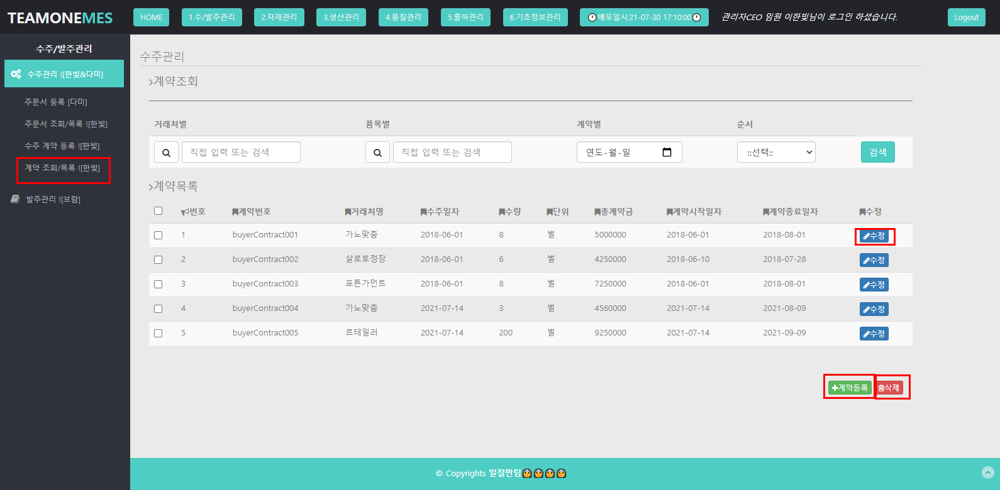 TEAMONEMES HOME 1.수/발주관리 2.자재관리 3.생산관리 4.품질관리 5.출하관리 6.기초정보관리 🕐배포일시:21-07-30 17:10:00🕐 관리자CEO 임원 이한빛님이 로그인 하셨습니다. Logout
수주/발주관리
수주관리 ![한빛&다미]
주문서 등록 [다미]
주문서 조회/목록 ![한빛]
수주 계약 등록 ![한빛]
계약 조회/목록 ![한빛]
발주관리 ![보람]
수주관리
>계약조회
거래처별 품목별 계약별 순서
직접 입력 또는 검색 직접 입력 또는 검색 연도-월-일 ::선택:: 검색
>계약목록
번호 계약번호 거래처명 수주일자 수량 단위 총계약금 계약시작일자 계약종료일자 수정
1 buyerContract001 가노맞춤 2018-06-01 8 벌 5000000 2018-06-01 2018-08-01 수정
2 buyerContract002 살로토정장 2018-06-01 6 벌 4250000 2018-06-10 2018-07-28 수정
3 buyerContract003 포튼가먼트 2018-06-01 8 벌 7250000 2018-06-01 2018-08-01 수정
4 buyerContract004 가노맞춤 2021-07-14 3 벌 4560000 2021-07-14 2021-08-09 수정
5 buyerContract005 르테일러 2021-07-14 200 벌 9250000 2021-07-14 2021-09-09 수정
+계약등록 삭제
© Copyrights 일절만팀